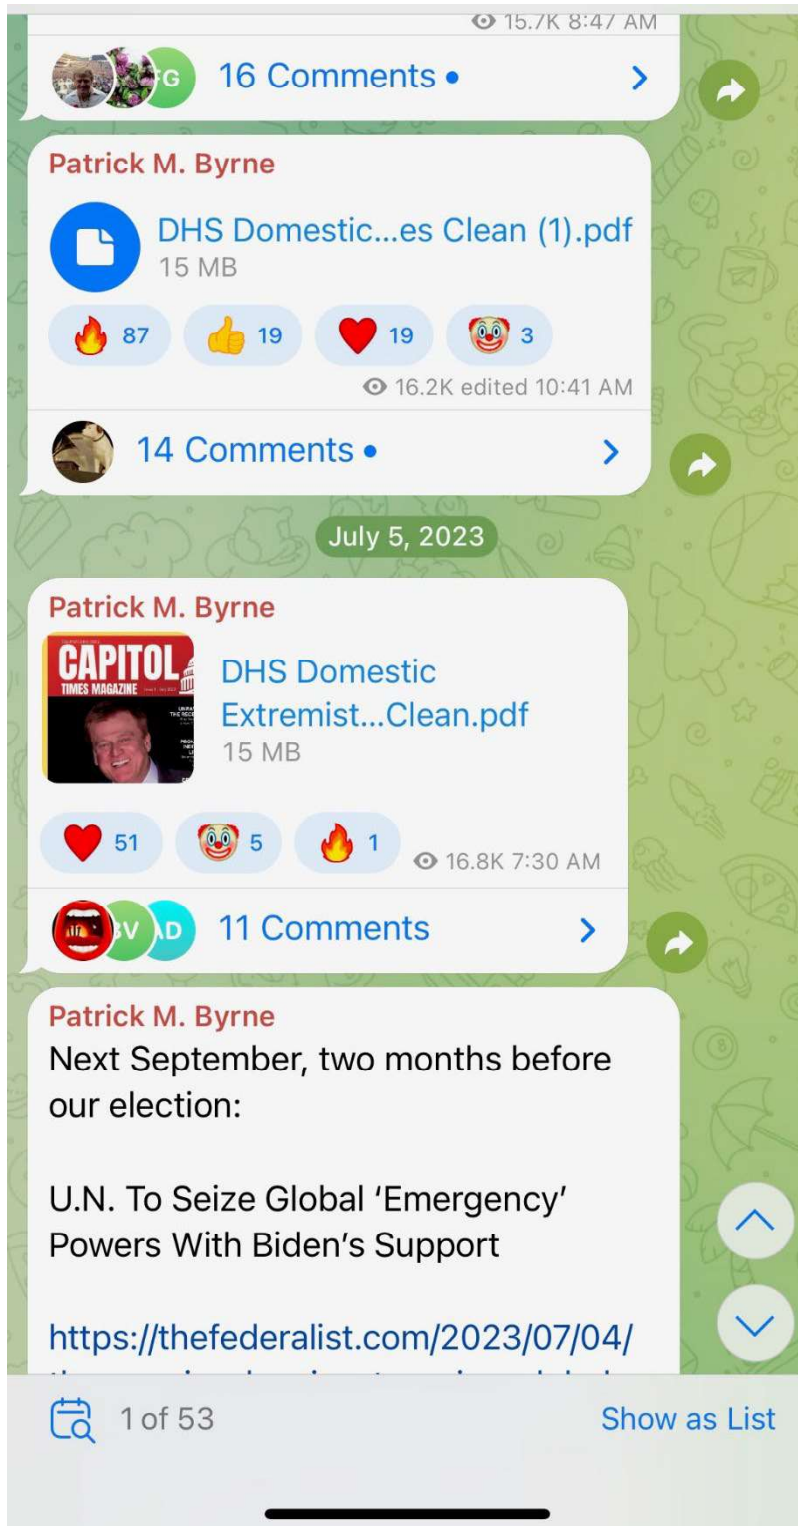 15.7K 8:47 AM
FG 16 Comments
Patrick M. Byrne
DHS Domestic...es Clean (1).pdf
15 MB
87 19 19 3
16.2K edited 10:41 AM
14 Comments
July 5, 2023
Patrick M. Byrne
CAPITOL
TIMES MAGAZINE
DHS Domestic
Extremist...Clean.pdf
15 MB
51 5 1 16.8K 7:30 AM
BV AD 11 Comments
Patrick M. Byrne
Next September, two months before
our election:
U.N. To Seize Global ‘Emergency’
Powers With Biden’s Support
https://thefederalist.com/2023/07/04/
1 of 53
Show as List